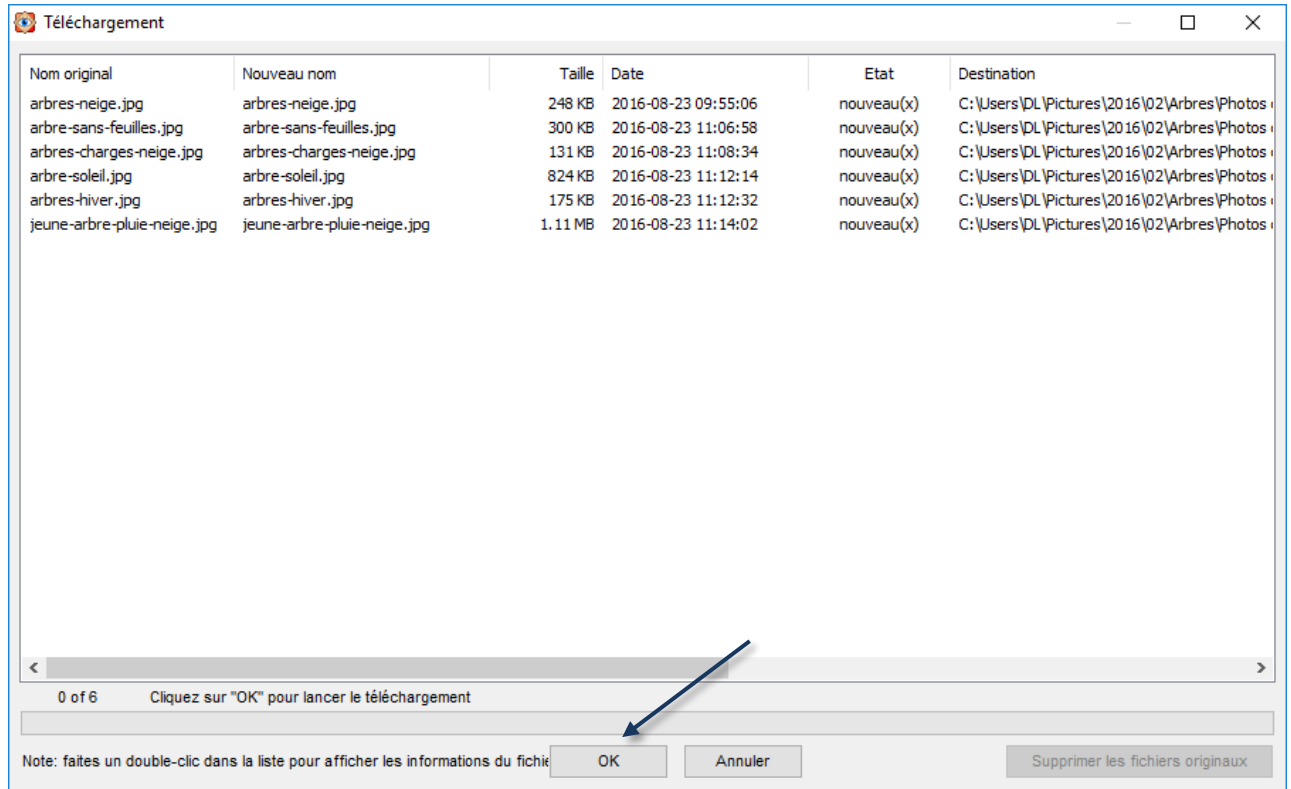 Téléchargement
Nom original Nouveau nom Taille Date Etat Destination
arbres-neige.jpg arbres-neige.jpg 248 KB 2016-08-23 09:55:06 nouveau(x) C:\Users\DL\Pictures\2016\02\Arbres\Photos
arbre-sans-feuilles.jpg arbre-sans-feuilles.jpg 300 KB 2016-08-23 11:06:58 nouveau(x) C:\Users\DL\Pictures\2016\02\Arbres\Photos
arbres-charges-neige.jpg arbres-charges-neige.jpg 131 KB 2016-08-23 11:08:34 nouveau(x) C:\Users\DL\Pictures\2016\02\Arbres\Photos
arbre-soleil.jpg arbre-soleil.jpg 824 KB 2016-08-23 11:12:14 nouveau(x) C:\Users\DL\Pictures\2016\02\Arbres\Photos
arbres-hiver.jpg arbres-hiver.jpg 175 KB 2016-08-23 11:12:32 nouveau(x) C:\Users\DL\Pictures\2016\02\Arbres\Photos
jeune-arbre-pluie-neige.jpg jeune-arbre-pluie-neige.jpg 1.11 MB 2016-08-23 11:14:02 nouveau(x) C:\Users\DL\Pictures\2016\02\Arbres\Photos
0 of 6 Cliquez sur "OK" pour lancer le téléchargement
Note: faites un double-clic dans la liste pour afficher les informations du fichie OK Annuler Supprimer les fichiers originaux